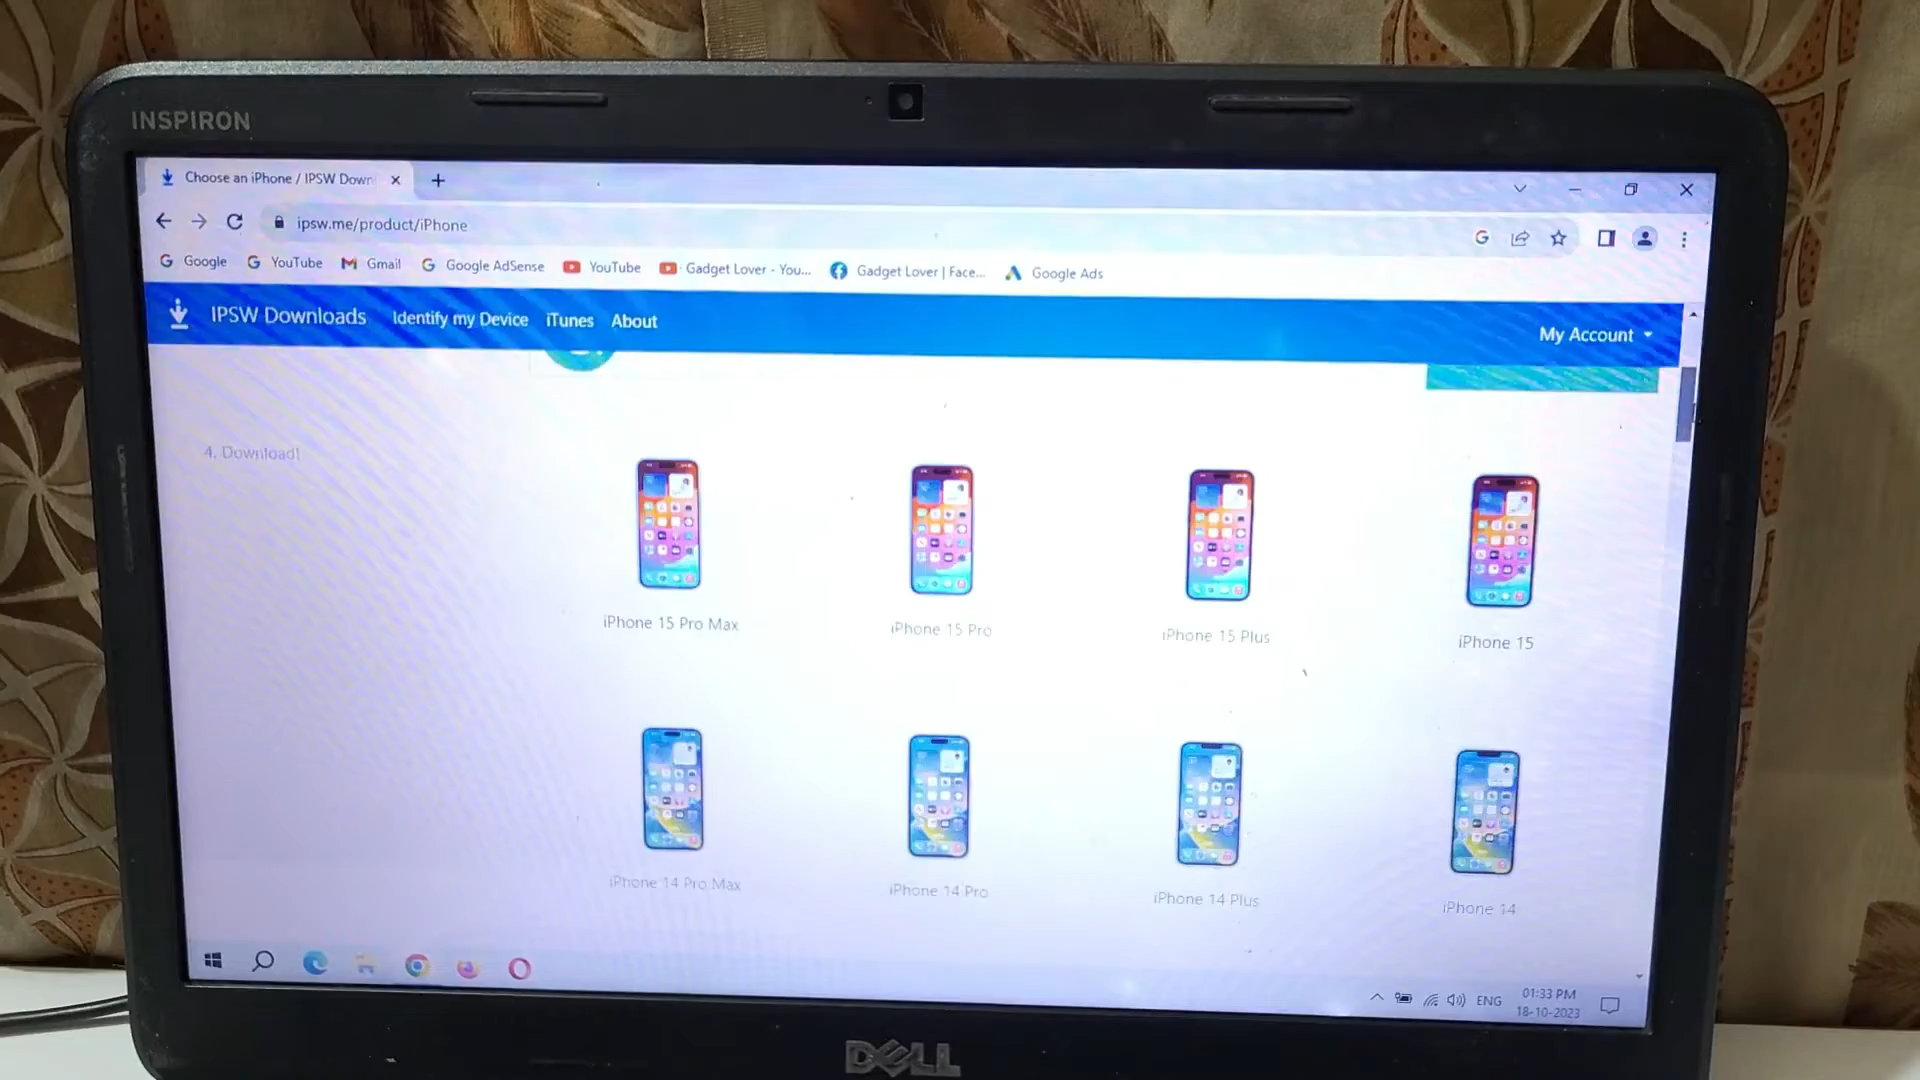 INSPIRON
Choose an iPhone / IPSW Down
ipsw.me/product/iPhone
Google YouTube Gmail Google AdSense YouTube Gadget Lover - You... Gadget Lover | Face... Google Ads
IPSW Downloads Identify my Device iTunes About My Account
4. Download!
iPhone 15 Pro Max iPhone 15 Pro iPhone 15 Plus iPhone 15
iPhone 14 Pro Max iPhone 14 Pro iPhone 14 Plus iPhone 14
ENG 01:33 PM
18-10-2023
DELL